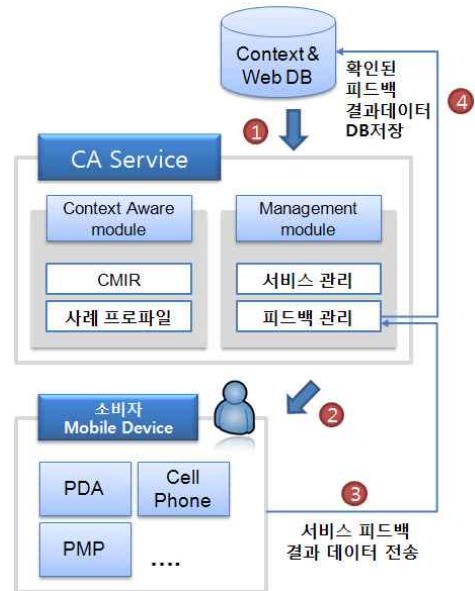 Context &
Web DB
확인된
피드백
결과데이터
DB저장
4
1
CA Service
Context Aware
module
Management
module
CMIR
서비스 관리
사례 프로파일
피드백 관리
2
소비자
Mobile Device
PDA
Cell
Phone
PMP
....
3
서비스 피드백
결과 데이터 전송